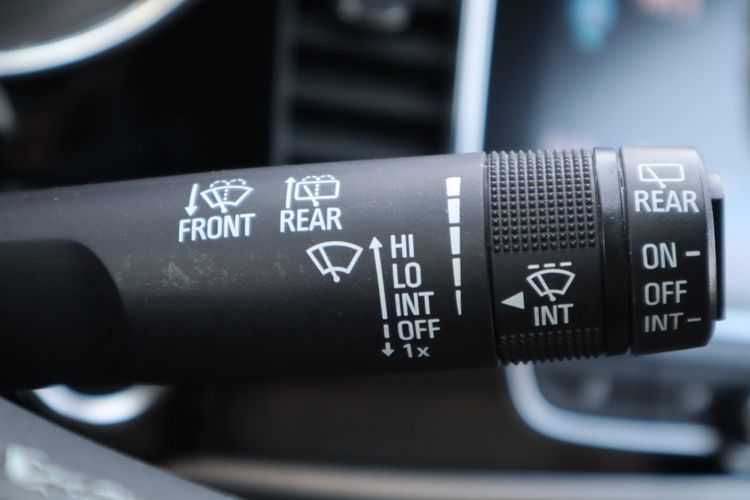 FRONT
REAR
HI
LO
INT
OFF
1x
INT
REAR
ON
OFF
INT